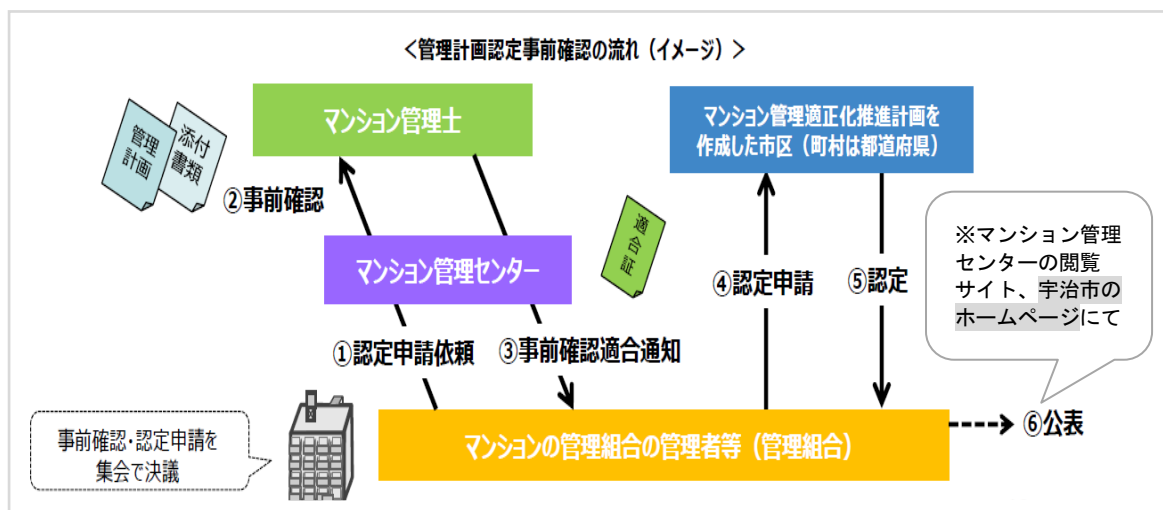 <管理計画認定事前確認の流れ（イメージ）>
マンション管理士
マンション管理適正化推進計画を
作成した市区（町村は都道府県）
管理
計画
添付
書類
②事前確認
適合証
マンション管理センター
④認定申請
⑤認定
※マンション管理
センターの閲覧
サイト、宇治市の
ホームページにて
①認定申請依頼
③事前確認適合通知
事前確認・認定申請を
集会で決議
マンションの管理組合の管理者等（管理組合）
⑥公表